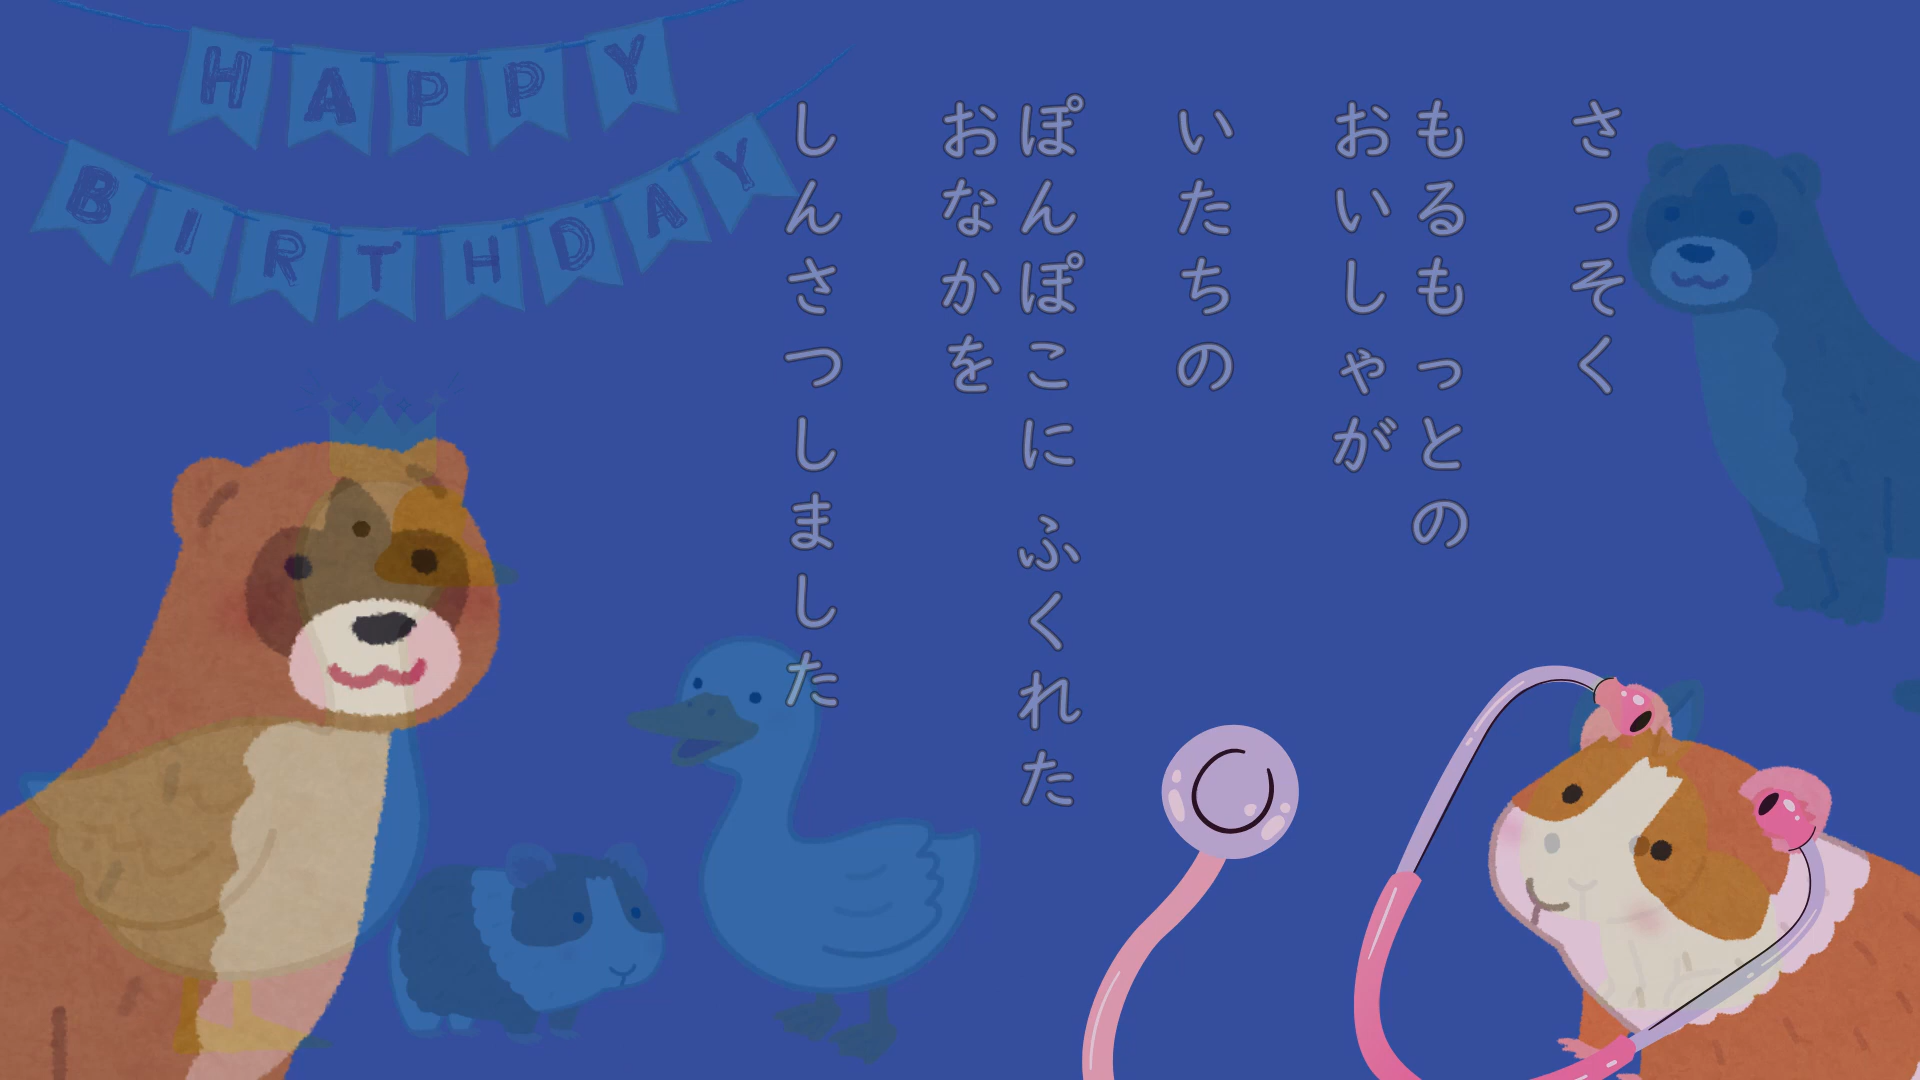 HAPPY
BIRTHDAY
さっそく
もるもっとの
おいしゃが
いたちの
ぽんぽこに ふくれた
おなかを
しんさつしました